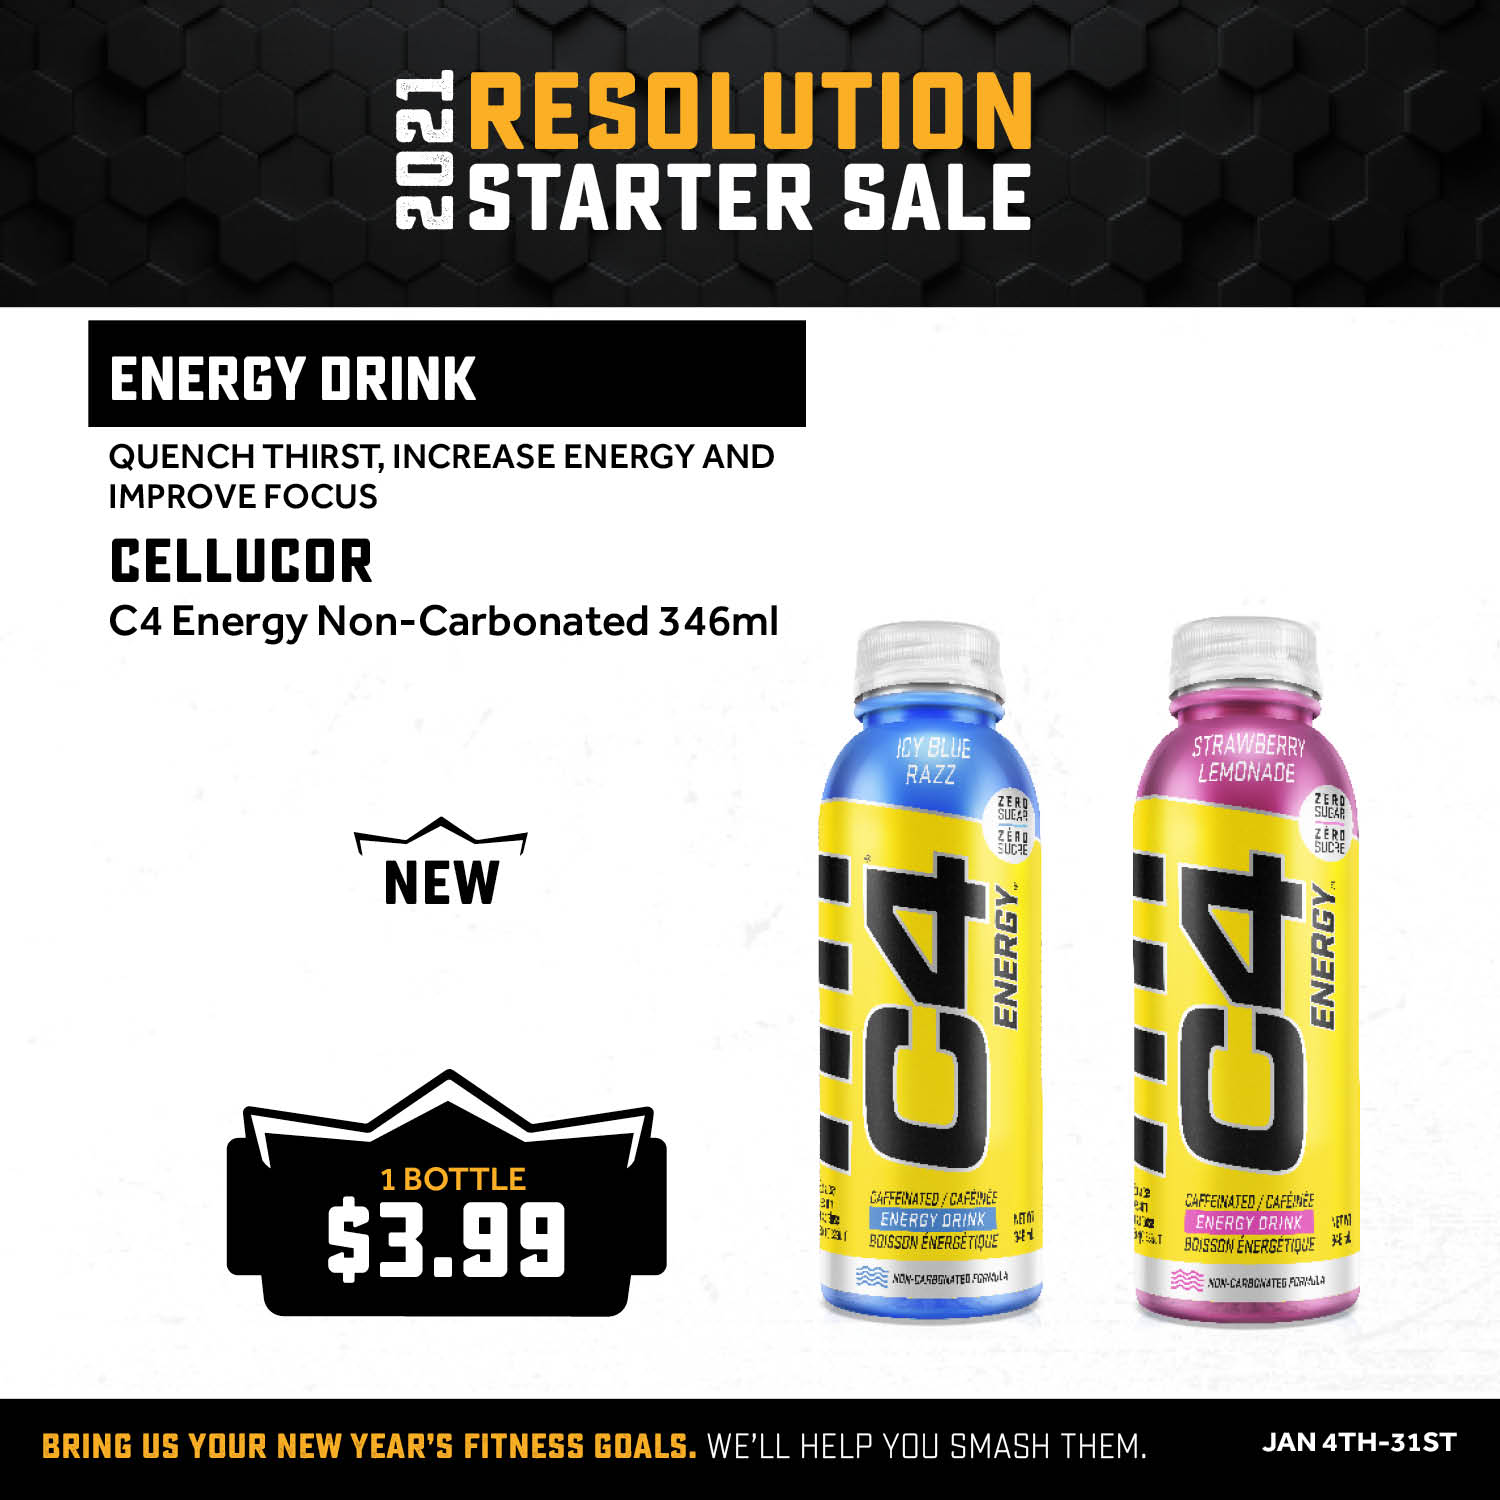 2021
RESOLUTION
STARTER SALE
ENERGY DRINK
QUENCH THIRST, INCREASE ENERGY AND
IMPROVE FOCUS
CELLUCOR
C4 Energy Non-Carbonated 346ml
NEW
1 BOTTLE
$3.99
ICY BLUE
RAZZ
ZERO
SUGAR
ZÉRO
SUCRE
C4
ENERGY
CAFFEINATED / CAFÉINÉE
ENERGY DRINK
BOISSON ÉNERGÉTIQUE
NON-CARBONATED FORMULA
STRAWBERRY
LEMONADE
ZERO
SUGAR
ZÉRO
SUCRE
C4
ENERGY
CAFFEINATED / CAFÉINÉE
ENERGY DRINK
BOISSON ÉNERGÉTIQUE
NON-CARBONATED FORMULA
BRING US YOUR NEW YEAR'S FITNESS GOALS. WE'LL HELP YOU SMASH THEM.
JAN 4TH-31ST